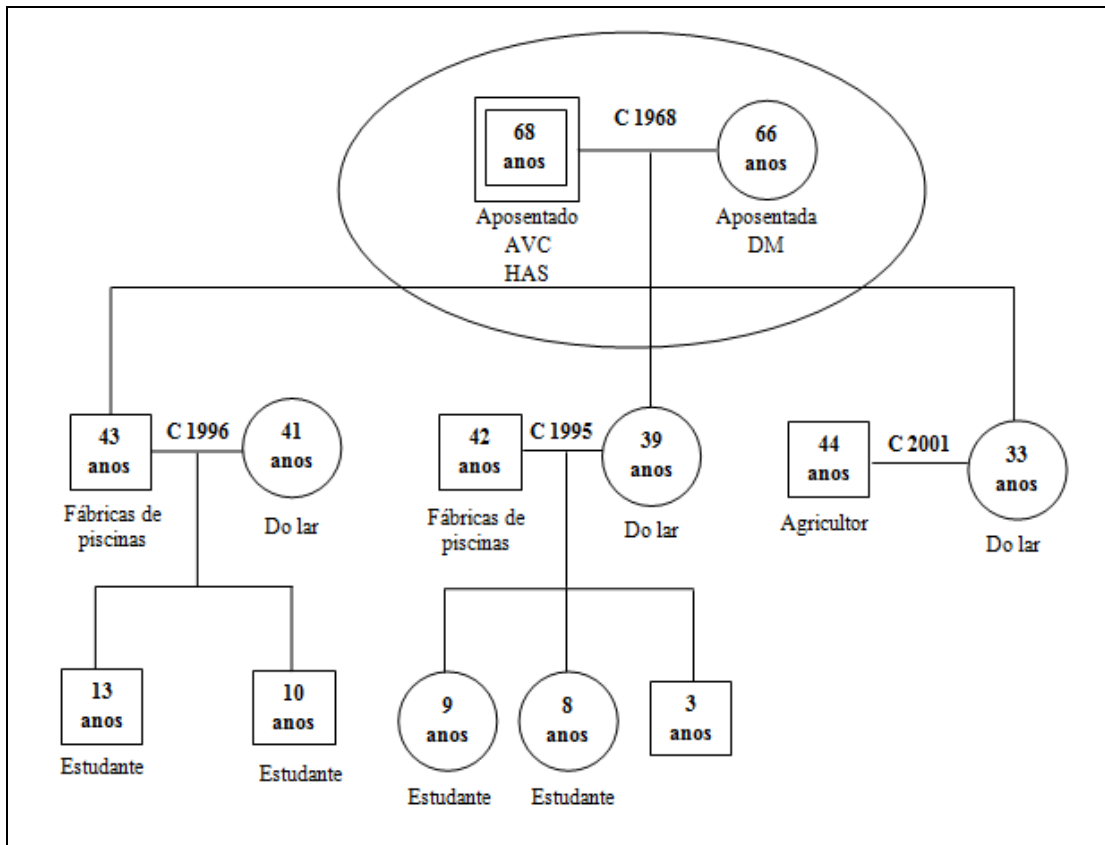 C 1968
68
anos
66
anos
Aposentado
AVC
HAS
Aposentada
DM
43
anos
C 1996
41
anos
42
anos
C 1995
39
anos
44
anos
C 2001
33
anos
Fábricas de
piscinas
Do lar
Fábricas de
piscinas
Do lar
Agricultor
Do lar
13
anos
10
anos
9
anos
8
anos
3
anos
Estudante
Estudante
Estudante
Estudante